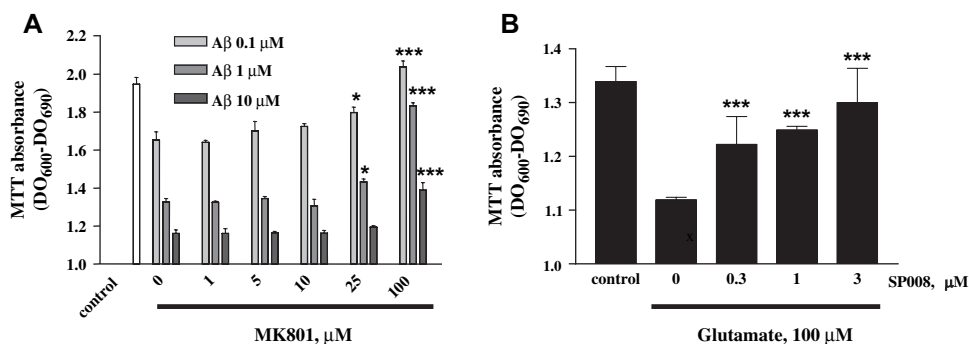 A
MTT absorbance
(DO600-DO690)
2.2
2.0
1.8
1.6
1.4
1.2
1.0
Aβ 0.1 μM
Aβ 1 μM
Aβ 10 μM
*
*
***
***
***
control
0
1
5
10
25
100
MK801, μM
B
MTT absorbance
(DO600-DO690)
1.4
1.3
1.2
1.1
1.0
***
***
***
x
control
0
0.3
1
3
SP008, μM
Glutamate, 100 μM